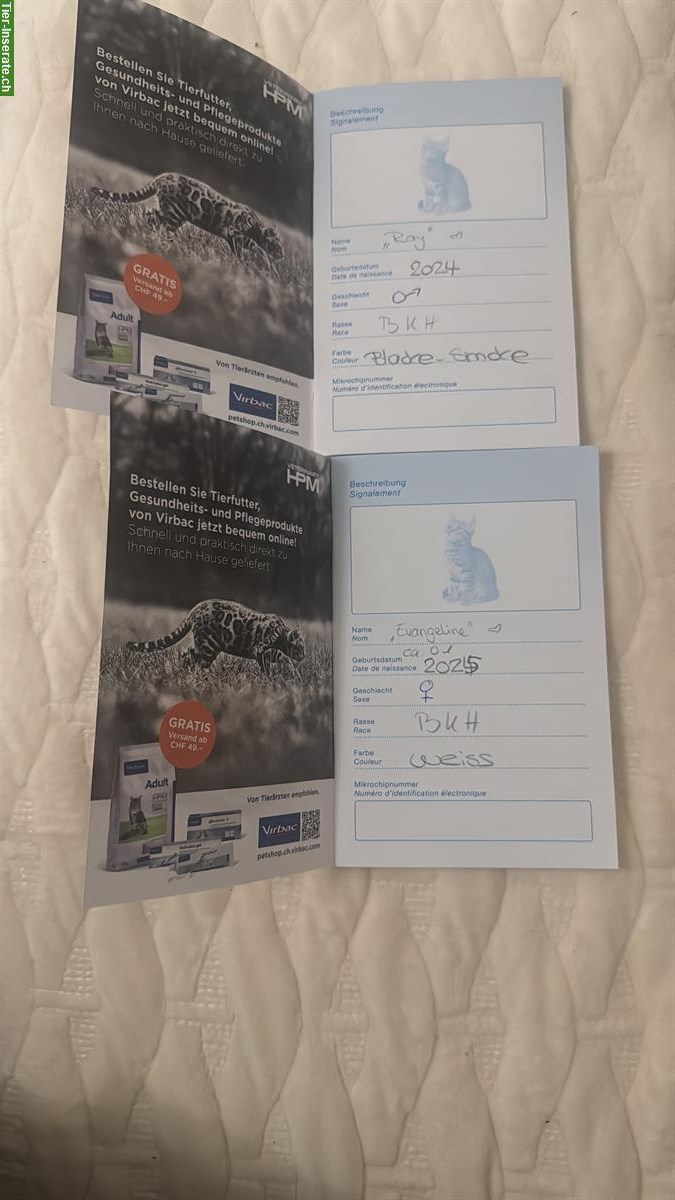 Tier-Inserate.ch
Bestellen Sie Tierfutter,
Gesundheits- und Pflegeprodukte
von Virbac jetzt bequem online!
Schnell und praktisch direkt zu
Ihnen nach Hause geliefert.
VETERINARY
HPM
GRATIS
Versand ab
CHF 49.-
Adult
Von Tierärzten empfohlen.
Virbac
petshop.ch.virbac.com
Beschreibung
Signalement
Name
Nom
„Ray"
Geburtsdatum
Date de naissance
2024
Geschlecht
Sexe
♂
Rasse
Race
BKH
Farbe
Couleur
Blacke-Smoke
Mikrochipnummer
Numéro d'identification électronique
Bestellen Sie Tierfutter,
Gesundheits- und Pflegeprodukte
von Virbac jetzt bequem online!
Schnell und praktisch direkt zu
Ihnen nach Hause geliefert.
VETERINARY
HPM
GRATIS
Versand ab
CHF 49.-
Adult
HPM
Von Tierärzten empfohlen.
Virbac
petshop.ch.virbac.com
Beschreibung
Signalement
Name
Nom
„Evangeline"
Geburtsdatum
Date de naissance
ca. 01
2025
Geschlecht
Sexe
♀
Rasse
Race
BKH
Farbe
Couleur
weiss
Mikrochipnummer
Numéro d'identification électronique